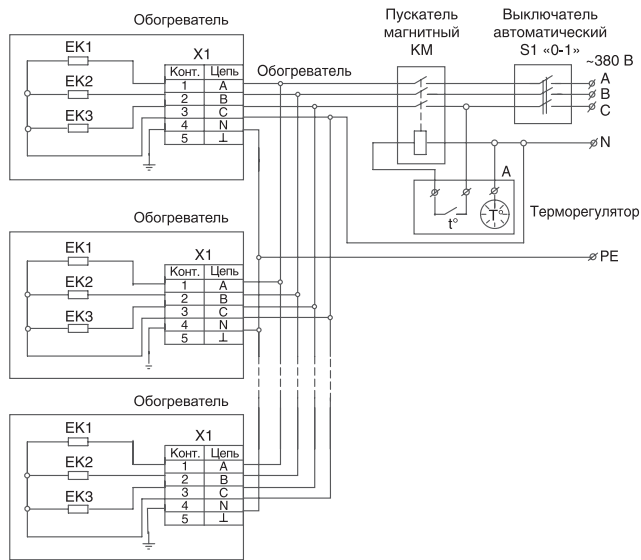 Обогреватель
Пускатель
магнитный
КМ
Выключатель
автоматический
S1 «0-1»
~380 В
EK1
EK2
EK3
X1
Конт. Цепь
1 A
2 B
3 C
4 N
5 ⊥
Обогреватель
A
B
C
N
A
t°
T°
Терморегулятор
PE
Обогреватель
EK1
EK2
EK3
X1
Конт. Цепь
1 A
2 B
3 C
4 N
5 ⊥
Обогреватель
EK1
EK2
EK3
X1
Конт. Цепь
1 A
2 B
3 C
4 N
5 ⊥